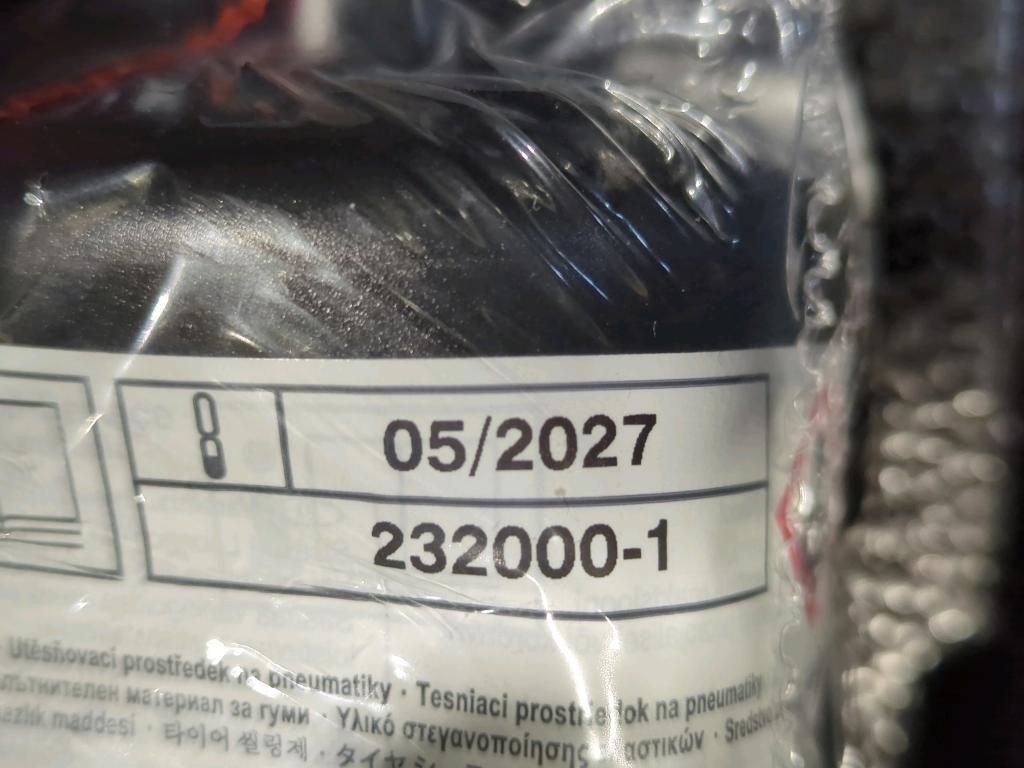 05/2027
232000-1
Utěsňovací prostředek na pneumatiky · Tesniaci prostriedok na pneumatiky
материал за гуми · Υλικό στεγανοποίησης
maddesi · 타이어 씰링제 ·